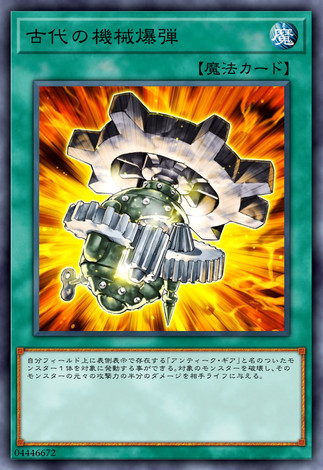 古代の機械爆弾
魔
【魔法カード】
自分フィールド上に表側表示で存在する「アンティーク・ギア」と名のついたモ
ンスター1体を対象に発動する事ができる。対象のモンスターを破壊し、そ
のモンスターの元々の攻撃力の半分のダメージを相手ライフに与える。
04446672